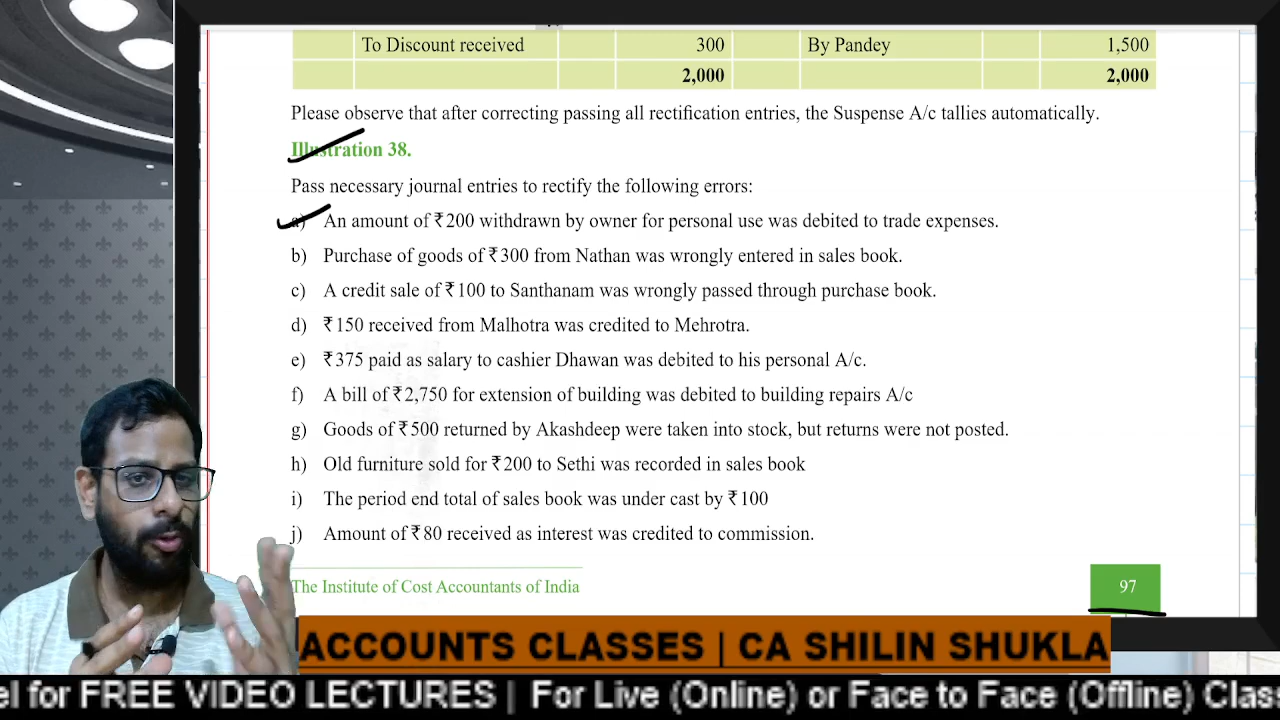 To Discount received 300 By Pandey 1,500
2,000 2,000
Please observe that after correcting passing all rectification entries, the Suspense A/c tallies automatically.
Illustration 38.
Pass necessary journal entries to rectify the following errors:
a) An amount of ₹200 withdrawn by owner for personal use was debited to trade expenses.
b) Purchase of goods of ₹300 from Nathan was wrongly entered in sales book.
c) A credit sale of ₹100 to Santhanam was wrongly passed through purchase book.
d) ₹150 received from Malhotra was credited to Mehrotra.
e) ₹375 paid as salary to cashier Dhawan was debited to his personal A/c.
f) A bill of ₹2,750 for extension of building was debited to building repairs A/c
g) Goods of ₹500 returned by Akashdeep were taken into stock, but returns were not posted.
h) Old furniture sold for ₹200 to Sethi was recorded in sales book
i) The period end total of sales book was under cast by ₹100
j) Amount of ₹80 received as interest was credited to commission.
The Institute of Cost Accountants of India 97
ACCOUNTS CLASSES | CA SHILIN SHUKLA
el for FREE VIDEO LECTURES | For Live (Online) or Face to Face (Offline) Clas